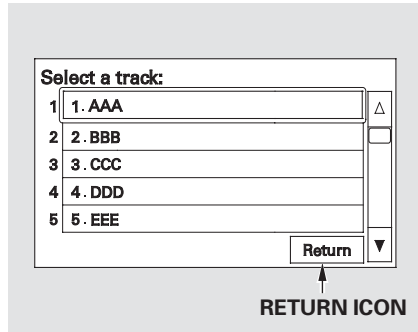 Select a track:
1 1. AAA
2 2. BBB
3 3. CCC
4 4. DDD
5 5. EEE
Return
RETURN ICON